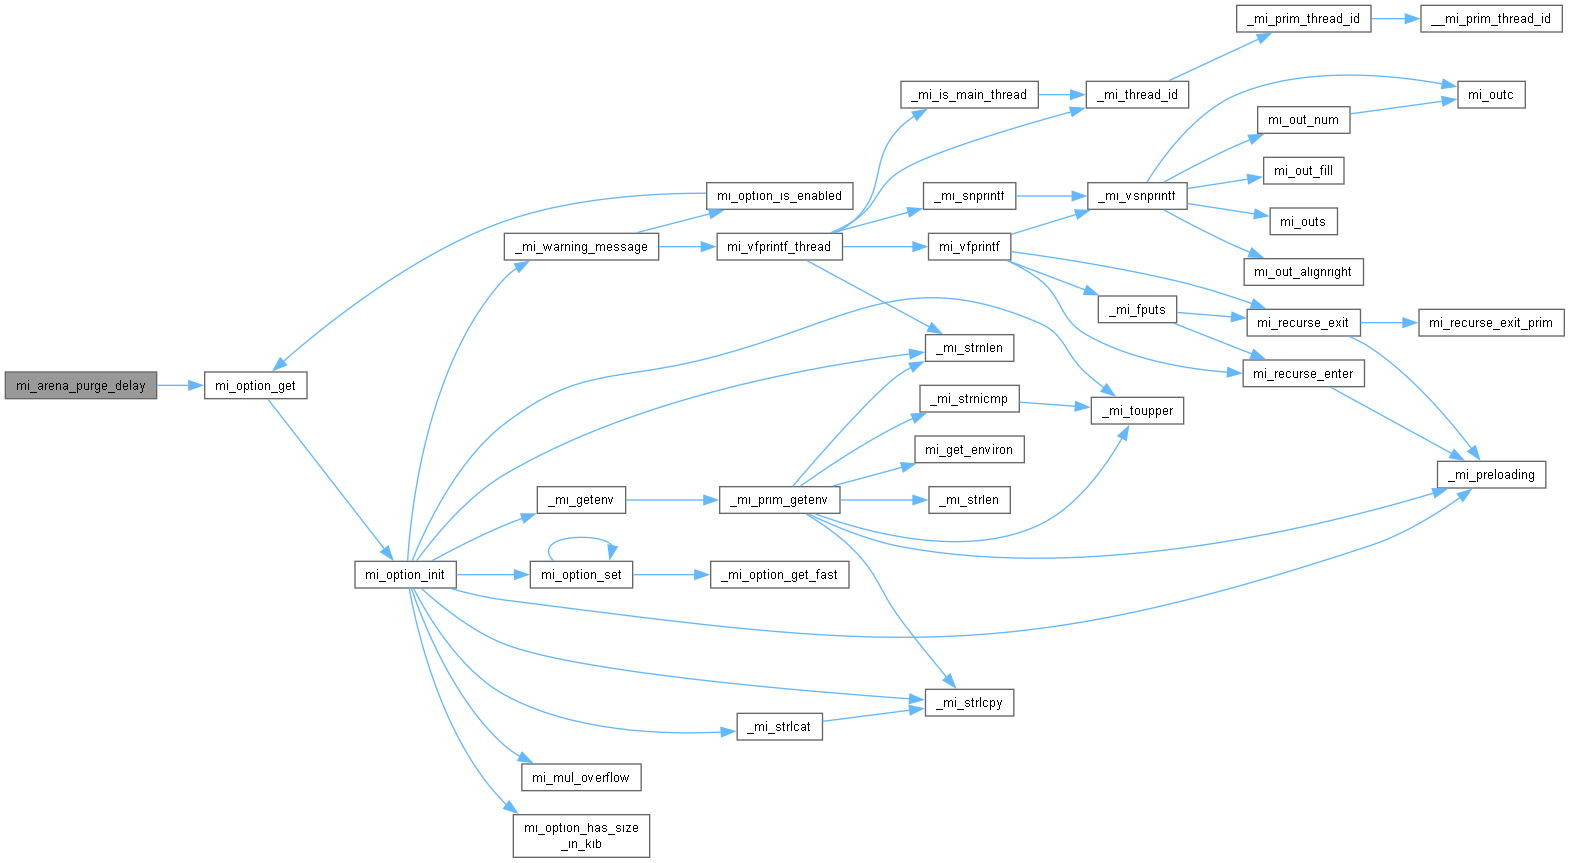 _mi_prim_thread_id
__mi_prim_thread_id
_mi_is_main_thread
_mi_thread_id
mi_outc
mi_out_num
mi_out_fill
mi_option_is_enabled
_mi_snprintf
_mi_vsnprintf
mi_outs
_mi_warning_message
mi_vfprintf_thread
mi_vfprintf
mi_out_alignright
_mi_fputs
mi_recurse_exit
mi_recurse_exit_prim
_mi_strnlen
mi_arena_purge_delay
mi_option_get
mi_recurse_enter
_mi_strnicmp
_mi_toupper
mi_get_environ
_mi_preloading
_mi_getenv
_mi_prim_getenv
_mi_strlen
mi_option_init
mi_option_set
_mi_option_get_fast
_mi_strlcpy
_mi_strlcat
mi_mul_overflow
mi_option_has_size
_in_kib